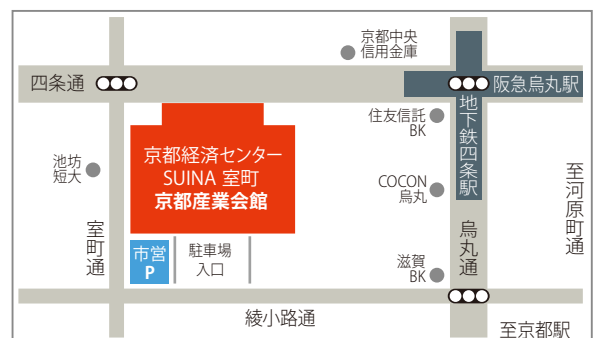 京都中央
信用金庫
四条通
阪急烏丸駅
住友信託
BK
地下鉄四条駅
京都経済センター
SUINA 室町
京都産業会館
池坊
短大
COCON
烏丸
至河原町通
室町通
烏丸通
市営
P
駐車場
入口
滋賀
BK
綾小路通
至京都駅